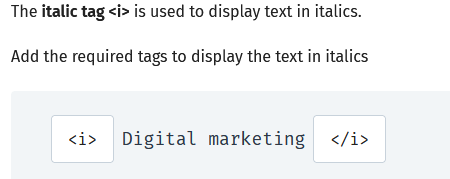 The italic tag <i> is used to display text in italics.
Add the required tags to display the text in italics
<i> Digital marketing </i>